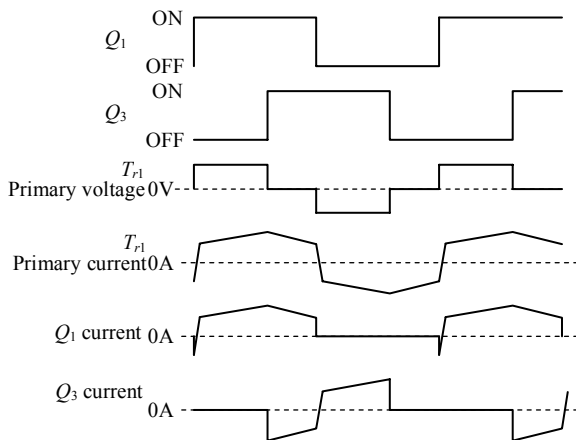 ON
Q1
OFF
ON
Q3
OFF
Tr1
Primary voltage 0V
Tr1
Primary current 0A
Q1 current 0A
Q3 current
0A